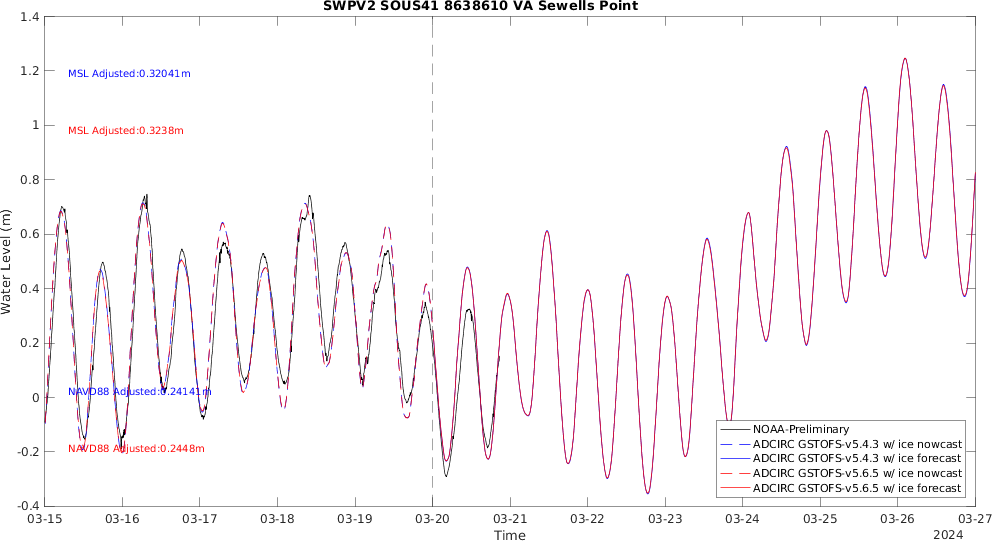 SWPV2 SOUS41 8638610 VA Sewells Point
1.4
1.2
1
0.8
0.6
0.4
0.2
0
-0.2
-0.4
Water Level (m)
MSL Adjusted:0.32041m
MSL Adjusted:0.3238m
NAVD88 Adjusted:0.24141m
NAVD88 Adjusted:0.2448m
NOAA-Preliminary
ADCIRC GSTOFS-v5.4.3 w/ ice nowcast
ADCIRC GSTOFS-v5.4.3 w/ ice forecast
ADCIRC GSTOFS-v5.6.5 w/ ice nowcast
ADCIRC GSTOFS-v5.6.5 w/ ice forecast
03-15 03-16 03-17 03-18 03-19 03-20 03-21 03-22 03-23 03-24 03-25 03-26 03-27
Time
2024